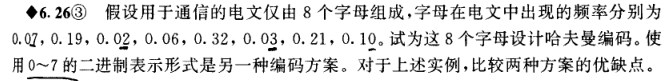 ◆6.26③ 假设用于通信的电文仅由8个字母组成,字母在电文中出现的频率分别为
0.07,0.19,0.02,0.06,0.32,0.03,0.21,0.10。试为这8个字母设计哈夫曼编码。使
用0~7的二进制表示形式是另一种编码方案。对于上述实例,比较两种方案的优缺点。